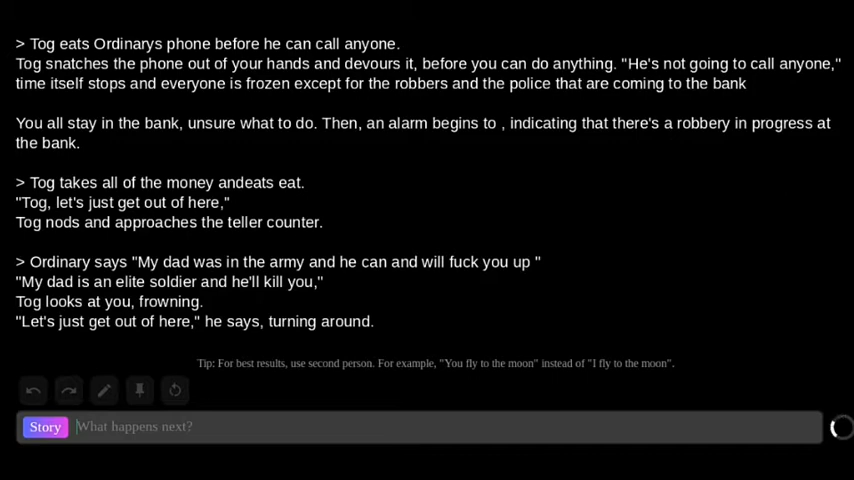 > Tog eats Ordinarys phone before he can call anyone.
Tog snatches the phone out of your hands and devours it, before you can do anything. "He's not going to call anyone,"
time itself stops and everyone is frozen except for the robbers and the police that are coming to the bank
You all stay in the bank, unsure what to do. Then, an alarm begins to , indicating that there's a robbery in progress at
the bank.
> Tog takes all of the money andeats eat.
"Tog, let's just get out of here,"
Tog nods and approaches the teller counter.
> Ordinary says "My dad was in the army and he can and will fuck you up "
"My dad is an elite soldier and he'll kill you,"
Tog looks at you, frowning.
"Let's just get out of here," he says, turning around.
Tip: For best results, use second person. For example, "You fly to the moon" instead of "I fly to the moon".
Story What happens next?